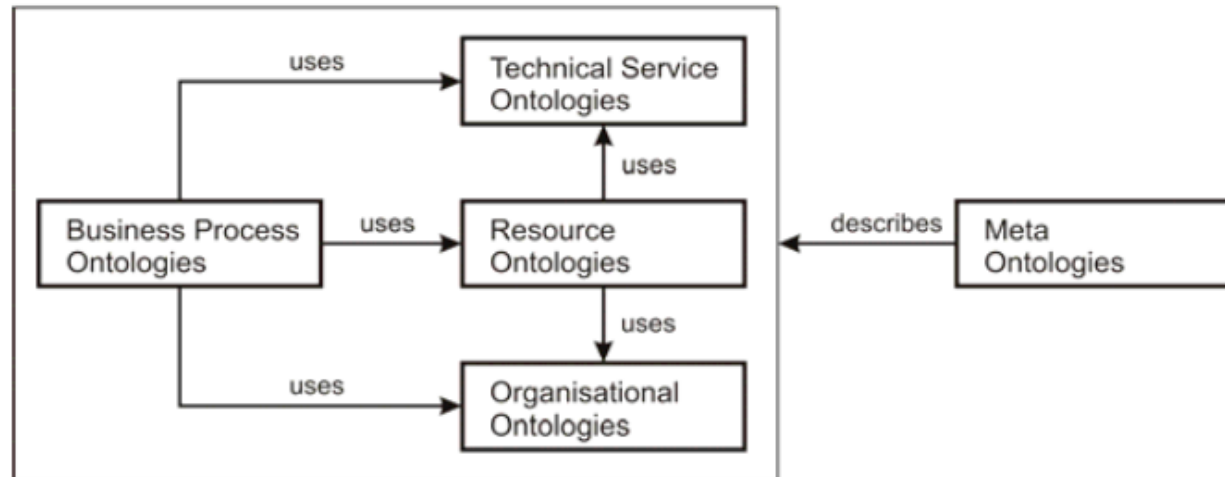 uses
Technical Service
Ontologies
uses
Business Process
Ontologies
uses
Resource
Ontologies
describes
Meta
Ontologies
uses
uses
Organisational
Ontologies